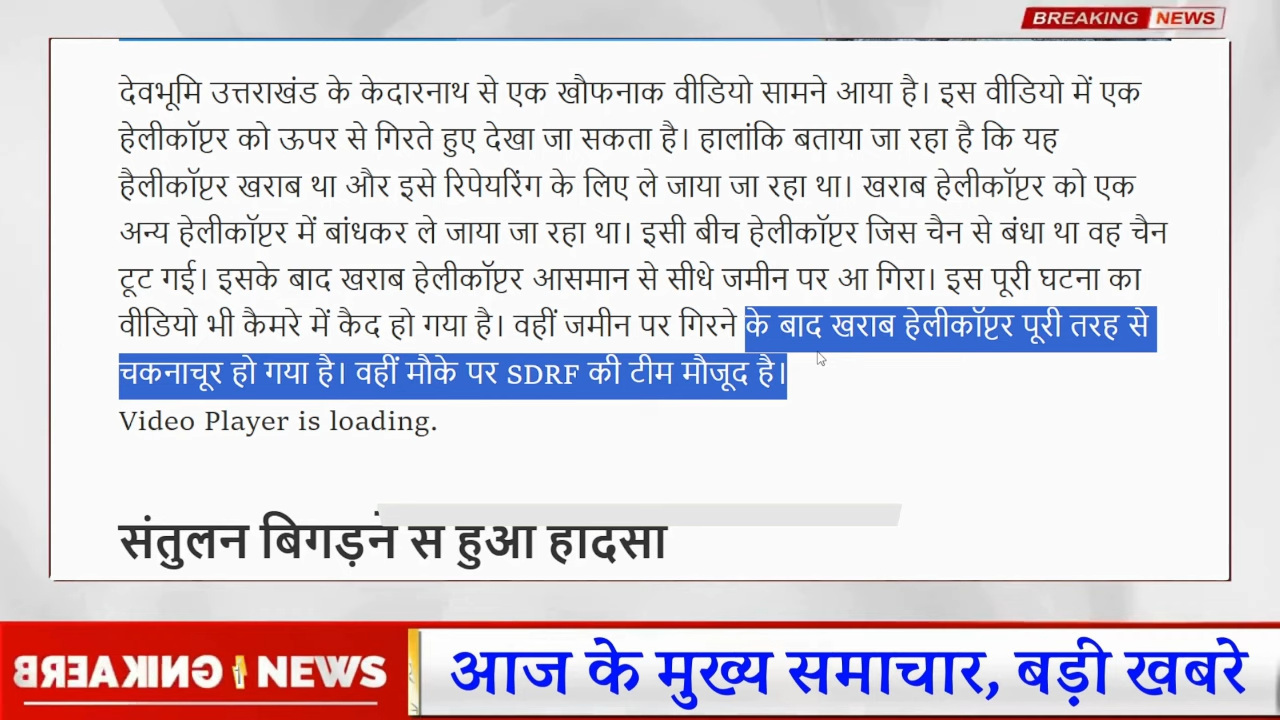 BREAKING NEWS
देवभूमि उत्तराखंड के केदारनाथ से एक खौफनाक वीडियो सामने आया है। इस वीडियो में एक
हेलीकॉप्टर को ऊपर से गिरते हुए देखा जा सकता है। हालांकि बताया जा रहा है कि यह
हैलीकॉप्टर खराब था और इसे रिपेयरिंग के लिए ले जाया जा रहा था। खराब हेलीकॉप्टर को एक
अन्य हेलीकॉप्टर में बांधकर ले जाया जा रहा था। इसी बीच हेलीकॉप्टर जिस चैन से बंधा था वह चैन
टूट गई। इसके बाद खराब हेलीकॉप्टर आसमान से सीधे जमीन पर आ गिरा। इस पूरी घटना का
वीडियो भी कैमरे में कैद हो गया है। वहीं जमीन पर गिरने के बाद खराब हेलीकॉप्टर पूरी तरह से
चकनाचूर हो गया है। वहीं मौके पर SDRF की टीम मौजूद है।
Video Player is loading.
संतुलन बिगड़ने से हुआ हादसा
BREAKING NEWS
आज के मुख्य समाचार, बड़ी खबरे